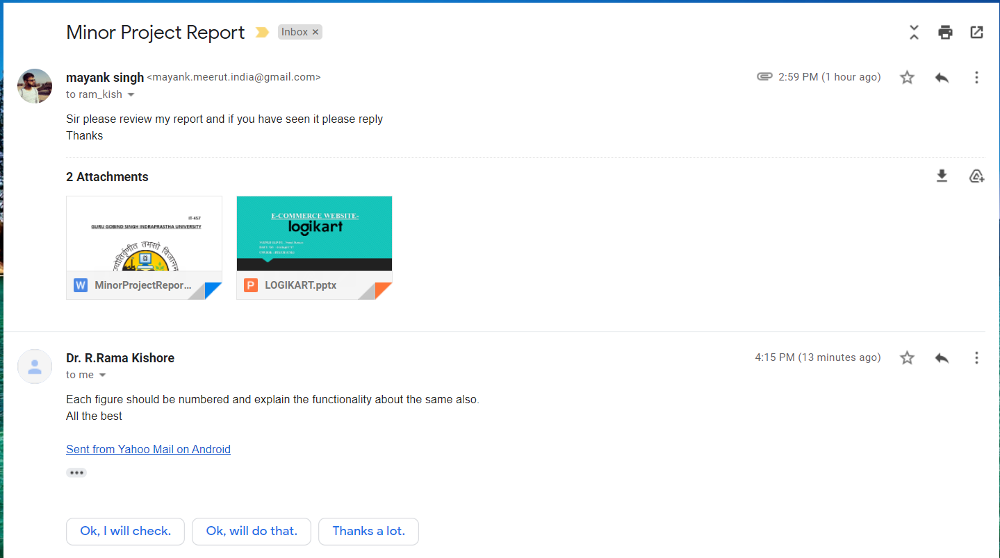 Minor Project Report Inbox ×
mayank singh <mayank.meerut.india@gmail.com> 2:59 PM (1 hour ago)
to ram_kish
Sir please review my report and if you have seen it please reply
Thanks
2 Attachments
IT-457
GURU GOBIND SINGH INDRAPRASTHA UNIVERSITY
ज्योतिर्वृणीत तमसो विजानन
W MinorProjectRepor...
E-COMMERCE WEBSITE-
logikart
P LOGIKART.pptx
Dr. R.Rama Kishore 4:15 PM (13 minutes ago)
to me
Each figure should be numbered and explain the functionality about the same also.
All the best
Sent from Yahoo Mail on Android
Ok, I will check. Ok, will do that. Thanks a lot.